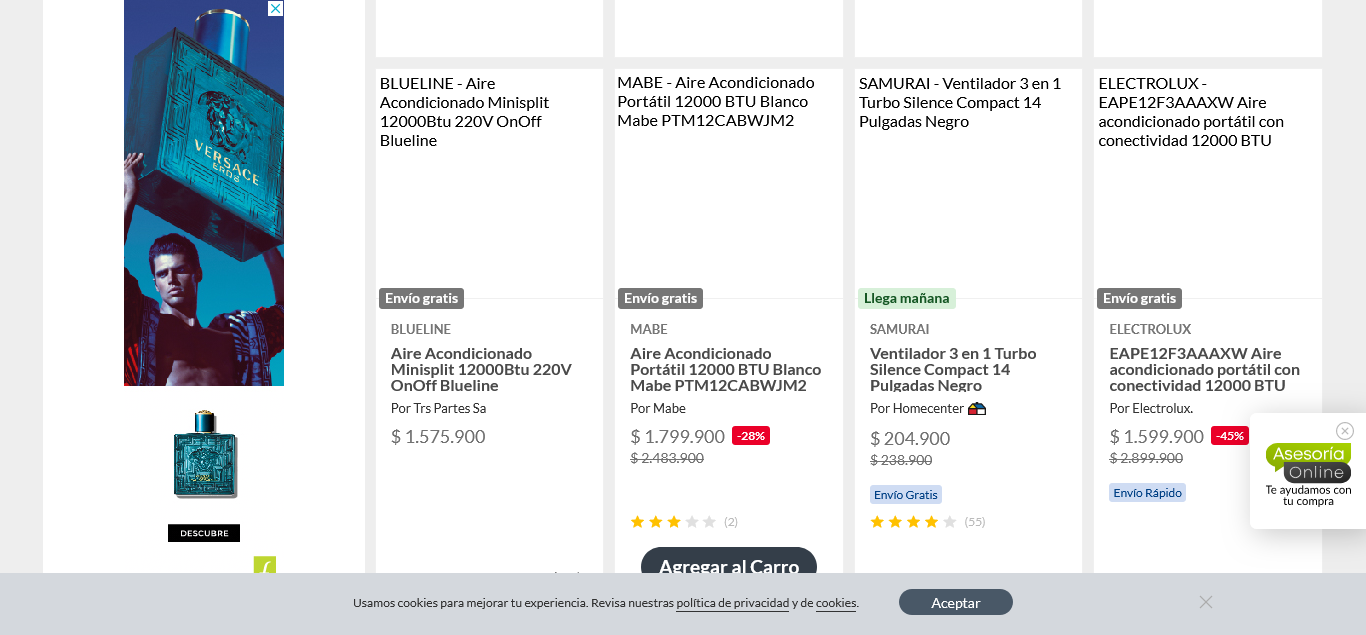 VERSACE
EROS
DESCUBRE
BLUELINE - Aire
Acondicionado Minisplit
12000Btu 220V OnOff
Blueline
Envío gratis
BLUELINE
Aire Acondicionado
Minisplit 12000Btu 220V
OnOff Blueline
Por Trs Partes Sa
$ 1.575.900
MABE - Aire Acondicionado
Portátil 12000 BTU Blanco
Mabe PTM12CABWJM2
Envío gratis
MABE
Aire Acondicionado
Portátil 12000 BTU Blanco
Mabe PTM12CABWJM2
Por Mabe
$ 1.799.900 -28%
$ 2.483.900
(2)
Agregar al Carro
SAMURAI - Ventilador 3 en 1
Turbo Silence Compact 14
Pulgadas Negro
Llega mañana
SAMURAI
Ventilador 3 en 1 Turbo
Silence Compact 14
Pulgadas Negro
Por Homecenter
$ 204.900
$ 238.900
Envío Gratis
(55)
ELECTROLUX -
EAPE12F3AAAXW Aire
acondicionado portátil con
conectividad 12000 BTU
Envío gratis
ELECTROLUX
EAPE12F3AAAXW Aire
acondicionado portátil con
conectividad 12000 BTU
Por Electrolux.
$ 1.599.900 -45%
$ 2.899.900
Envío Rápido
Asesoría
Online
Te ayudamos con
tu compra
Usamos cookies para mejorar tu experiencia. Revisa nuestras política de privacidad y de cookies.
Aceptar